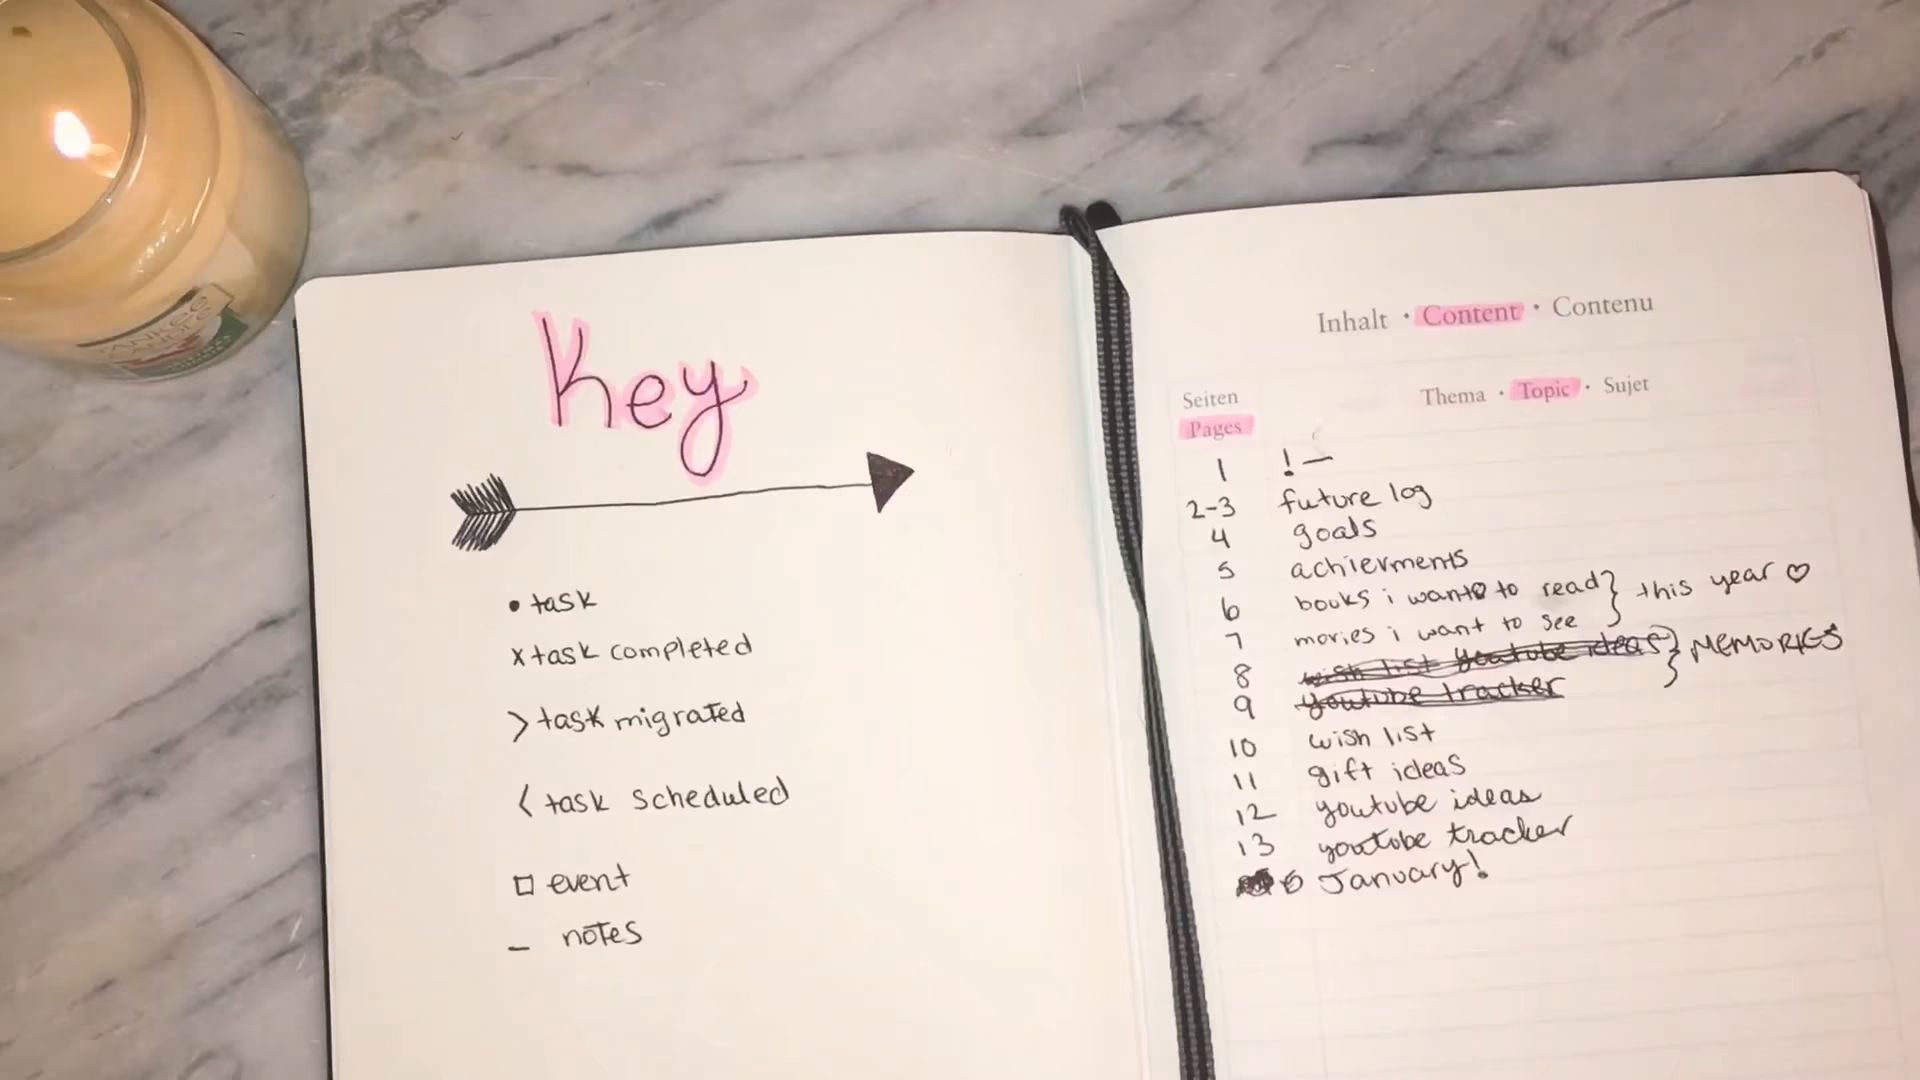 YANKEE
CANDLE
Key
• task
x task completed
> task migrated
< task scheduled
□ event
– notes
Inhalt · Content · Contenu
Seiten
Pages
Thema · Topic · Sujet
1 ! —
2-3 future log
4 goals
5 achierments
6 books i want to read } this year ♡
7 movies i want to see
8 wish list youtube ideas } MEMORIES
9 youtube tracker
10 wish list
11 gift ideas
12 youtube ideas
13 youtube tracker
January!